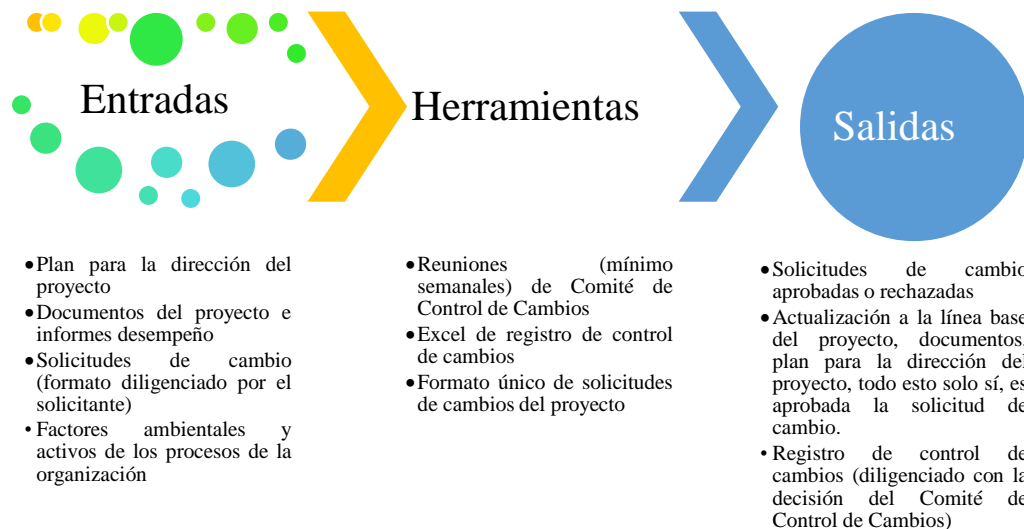 Entradas
• Plan para la dirección del
proyecto
• Documentos del proyecto e
informes desempeño
• Solicitudes de cambio
(formato diligenciado por el
solicitante)
• Factores ambientales y
activos de los procesos de la
organización
Herramientas
• Reuniones (mínimo
semanales) de Comité de
Control de Cambios
• Excel de registro de control
de cambios
• Formato único de solicitudes
de cambios del proyecto
Salidas
• Solicitudes de cambio
aprobadas o rechazadas
• Actualización a la línea base
del proyecto, documentos,
plan para la dirección del
proyecto, todo esto solo sí, es
aprobada la solicitud de
cambio.
• Registro de control de
cambios (diligenciado con la
decisión del Comité de
Control de Cambios)